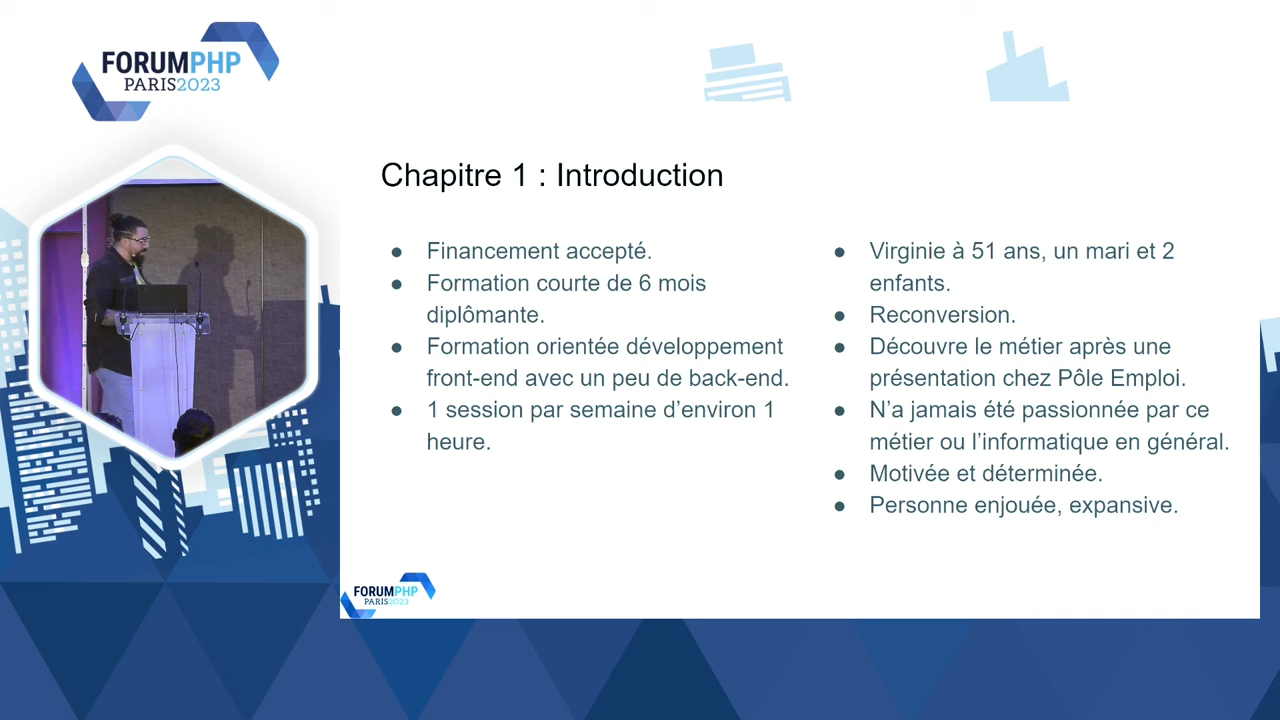 FORUMPHP
PARIS2023
Chapitre 1 : Introduction
● Financement accepté.
● Formation courte de 6 mois
diplômante.
● Formation orientée développement
front-end avec un peu de back-end.
● 1 session par semaine d’environ 1
heure.
● Virginie à 51 ans, un mari et 2
enfants.
● Reconversion.
● Découvre le métier après une
présentation chez Pôle Emploi.
● N’a jamais été passionnée par ce
métier ou l’informatique en général.
● Motivée et déterminée.
● Personne enjouée, expansive.
FORUMPHP
PARIS2023